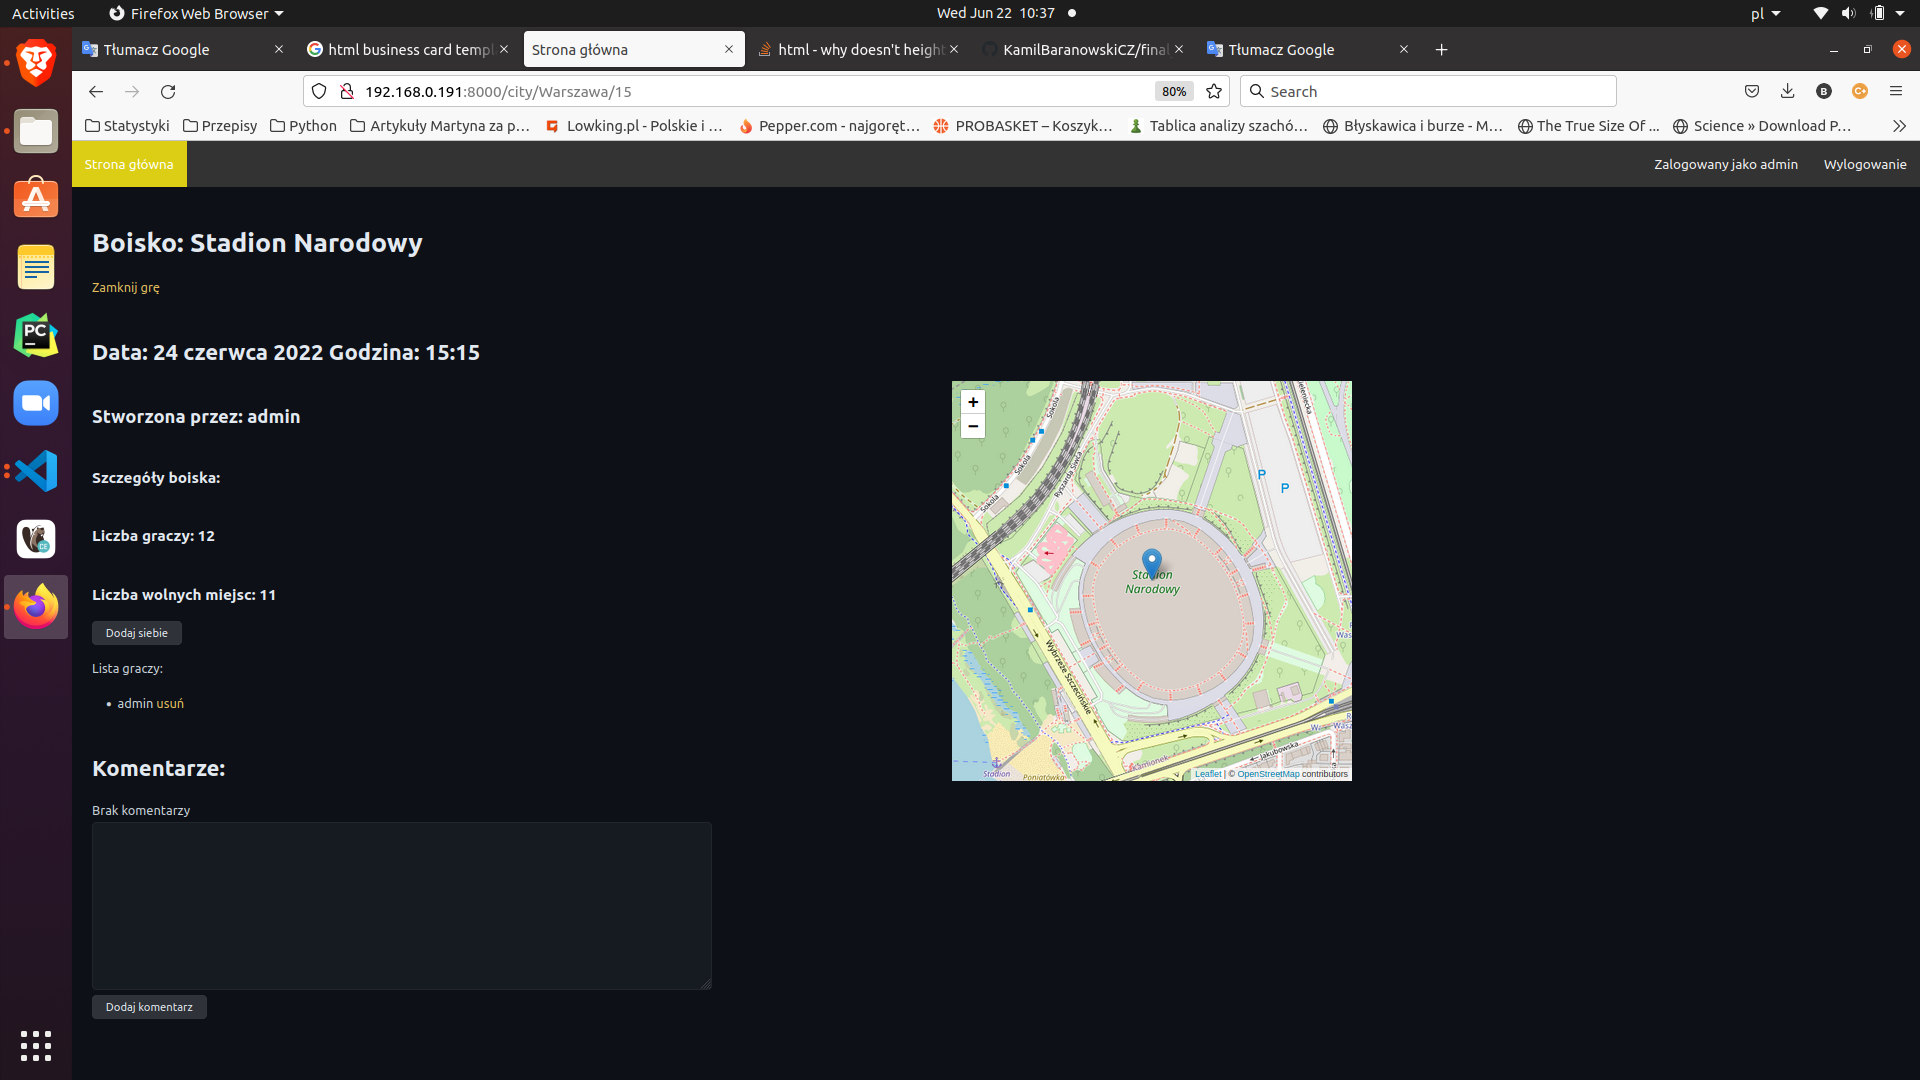 Activities
Firefox Web Browser
Wed Jun 22 10:37
pl
Tłumacz Google
html business card templ
Strona główna
html - why doesn't height
KamilBaranowskiCZ/final
Tłumacz Google
192.168.0.191:8000/city/Warszawa/15
80%
Search
Statystyki
Przepisy
Python
Artykuły Martyna za p…
Lowking.pl - Polskie i …
Pepper.com - najgoręt…
PROBASKET – Koszyk…
Tablica analizy szachó…
Błyskawica i burze - M…
The True Size Of …
Science » Download P…
Strona główna
Zalogowany jako admin
Wylogowanie
Boisko: Stadion Narodowy
Zamknij grę
Data: 24 czerwca 2022 Godzina: 15:15
Stworzona przez: admin
Szczegóły boiska:
Liczba graczy: 12
Liczba wolnych miejsc: 11
Dodaj siebie
Lista graczy:
admin usuń
Komentarze:
Brak komentarzy
Dodaj komentarz
+
−
Sokola
Sokola
Sokola
Ryszarda Siwca
P
P
Stadion
Narodowy
Wybrzeże Szczecińskie
Kamionek
Jakubowska
Stadion
Poniatówka
Leaflet | © OpenStreetMap contributors
PC